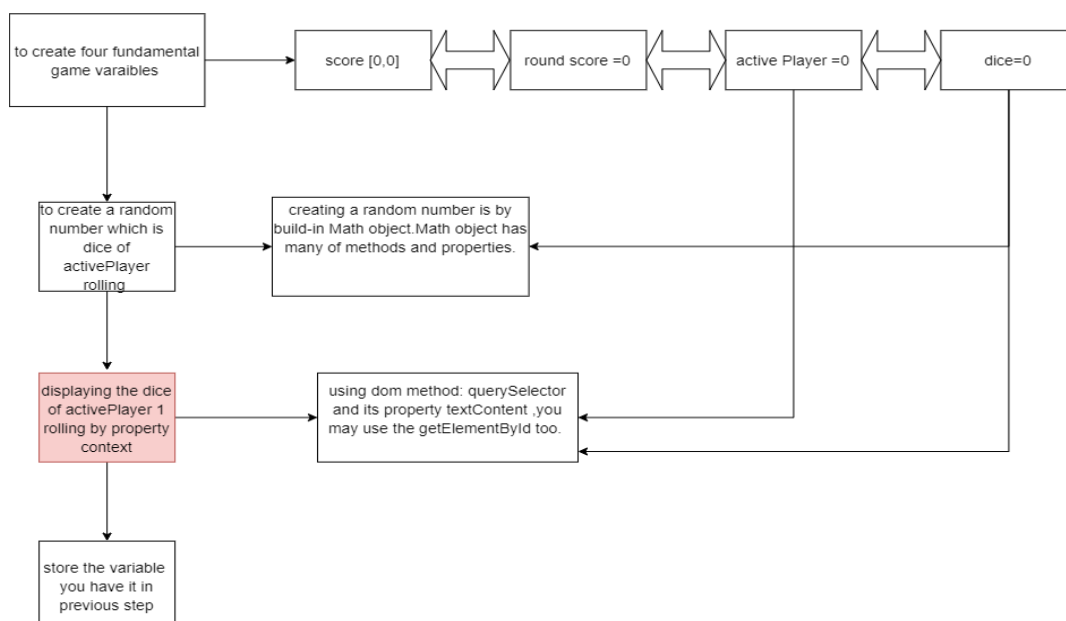 to create four fundamental
game varaibles
score [0,0]
round score =0
active Player =0
dice=0
to create a random
number which is
dice of
activePlayer
rolling
creating a random number is by
build-in Math object.Math object has
many of methods and properties.
displaying the dice
of activePlayer 1
rolling by property
context
using dom method: querySelector
and its property textContent ,you
may use the getElementById too.
store the variable
you have it in
previous step